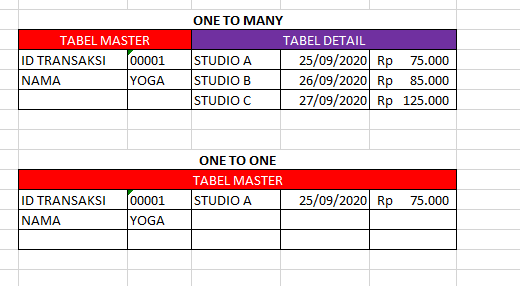 ONE TO MANY
TABEL MASTER TABEL DETAIL
ID TRANSAKSI 00001 STUDIO A 25/09/2020 Rp 75.000
NAMA YOGA STUDIO B 26/09/2020 Rp 85.000
STUDIO C 27/09/2020 Rp 125.000
ONE TO ONE
TABEL MASTER
ID TRANSAKSI 00001 STUDIO A 25/09/2020 Rp 75.000
NAMA YOGA